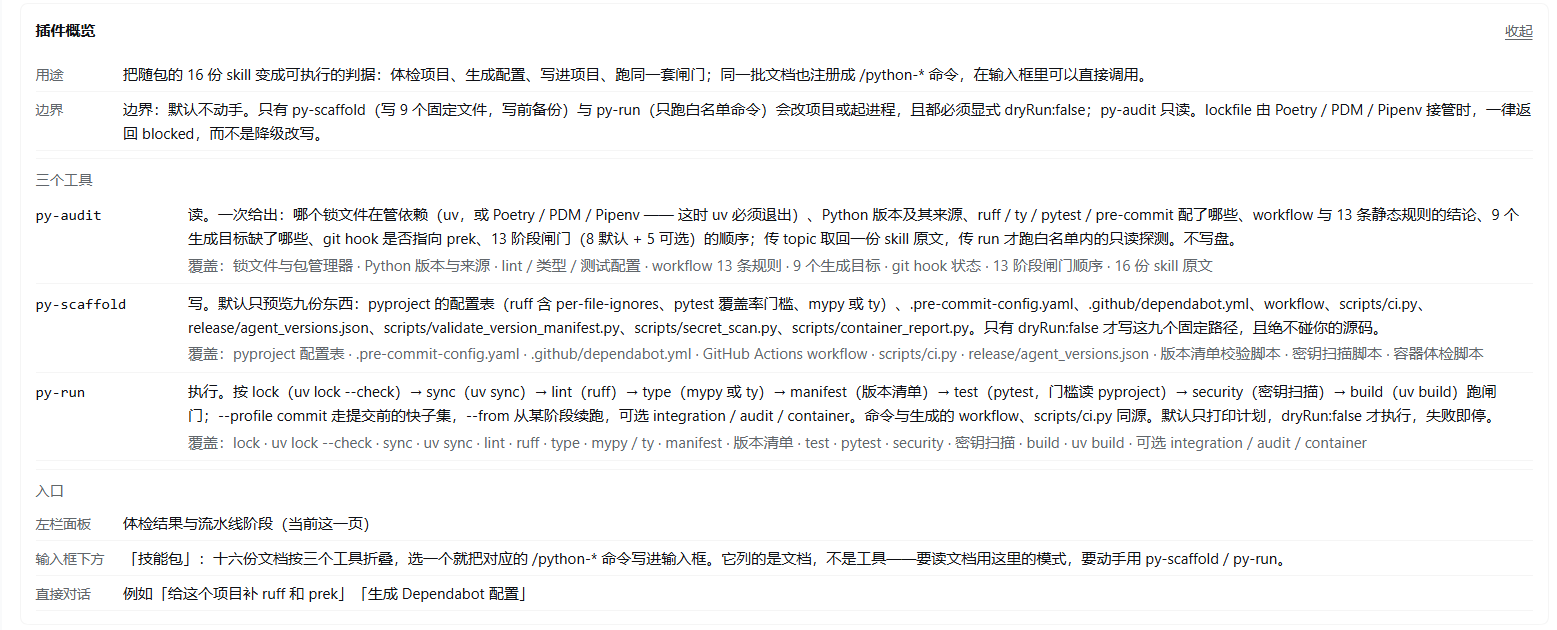 插件概览
收起
用途
把随包的 16 份 skill 变成可执行的判据：体检项目、生成配置、写进项目、跑同一套闸门；同一批文档也注册成 /python-* 命令，在输入框里可以直接调用。
边界
边界：默认不动手。只有 py-scaffold（写 9 个固定文件，写前备份）与 py-run（只跑白名单命令）会改项目或起进程，且都必须显式 dryRun:false；py-audit 只读。lockfile 由 Poetry / PDM / Pipenv 接管时，一律返
回 blocked，而不是降级改写。
三个工具
py-audit
读。一次给出：哪个锁文件在管依赖（uv，或 Poetry / PDM / Pipenv —— 这时 uv 必须退出）、Python 版本及其来源、ruff / ty / pytest / pre-commit 配了哪些、workflow 与 13 条静态规则的结论、9 个
生成目标缺了哪些、git hook 是否指向 prek、13 阶段闸门（8 默认 + 5 可选）的顺序；传 topic 取回一份 skill 原文，传 run 才跑白名单内的只读探测。不写盘。
覆盖：锁文件与包管理器 · Python 版本与来源 · lint / 类型 / 测试配置 · workflow 13 条规则 · 9 个生成目标 · git hook 状态 · 13 阶段闸门顺序 · 16 份 skill 原文
py-scaffold
写。默认只预览九份东西：pyproject 的配置表（ruff 含 per-file-ignores、pytest 覆盖率门槛、mypy 或 ty）、.pre-commit-config.yaml、.github/dependabot.yml、workflow、scripts/ci.py、
release/agent_versions.json、scripts/validate_version_manifest.py、scripts/secret_scan.py、scripts/container_report.py。只有 dryRun:false 才写这九个固定路径，且绝不碰你的源码。
覆盖：pyproject 配置表 · .pre-commit-config.yaml · .github/dependabot.yml · GitHub Actions workflow · scripts/ci.py · release/agent_versions.json · 版本清单校验脚本 · 密钥扫描脚本 · 容器体检脚本
py-run
执行。按 lock（uv lock --check）→ sync（uv sync）→ lint（ruff）→ type（mypy 或 ty）→ manifest（版本清单）→ test（pytest，门槛读 pyproject）→ security（密钥扫描）→ build（uv build）跑闸
门；--profile commit 走提交前的快子集，--from 从某阶段续跑，可选 integration / audit / container。命令与生成的 workflow、scripts/ci.py 同源。默认只打印计划，dryRun:false 才执行，失败即停。
覆盖：lock · uv lock --check · sync · uv sync · lint · ruff · type · mypy / ty · manifest · 版本清单 · test · pytest · security · 密钥扫描 · build · uv build · 可选 integration / audit / container
入口
左栏面板
体检结果与流水线阶段（当前这一页）
输入框下方
「技能包」：十六份文档按三个工具折叠，选一个就把对应的 /python-* 命令写进输入框。它列的是文档，不是工具——要读文档用这里的模式，要动手用 py-scaffold / py-run。
直接对话
例如「给这个项目补 ruff 和 prek」「生成 Dependabot 配置」